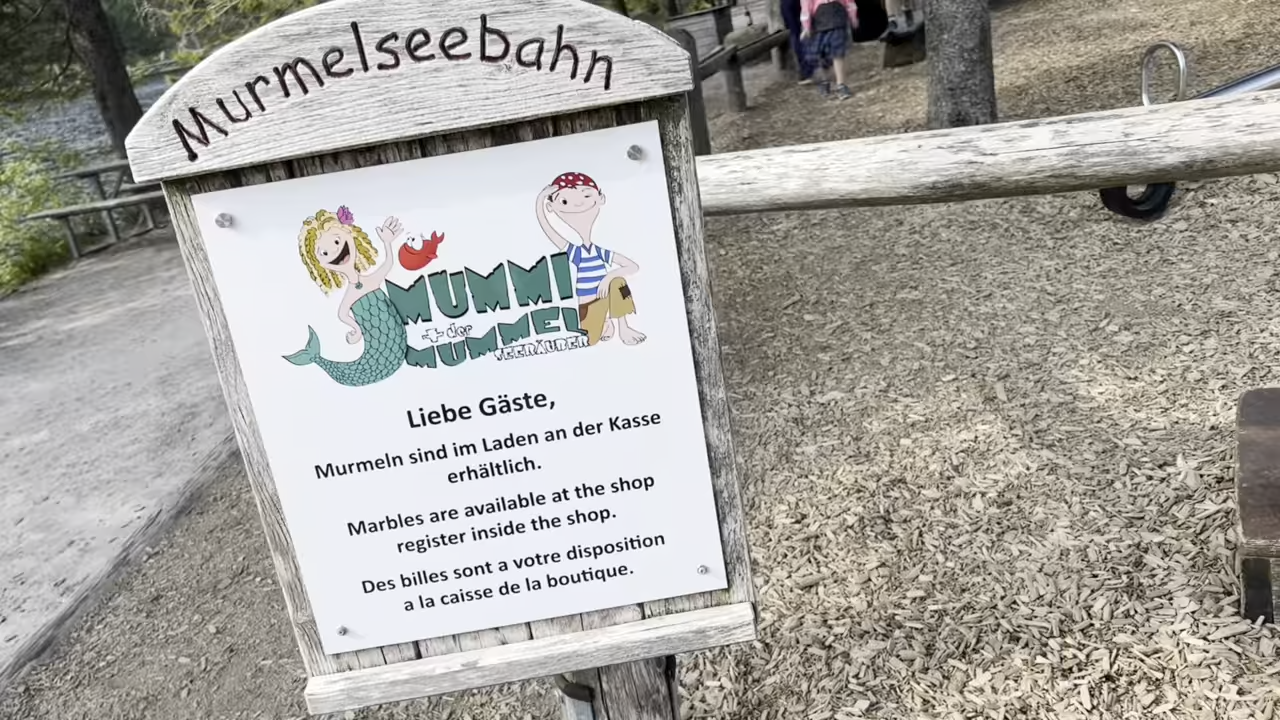 Murmelseebahn
MUMMI
+ der
MUMMEL
SEERÄUBER
Liebe Gäste,
Murmeln sind im Laden an der Kasse
erhältlich.
Marbles are available at the shop
register inside the shop.
Des billes sont a votre disposition
a la caisse de la boutique.